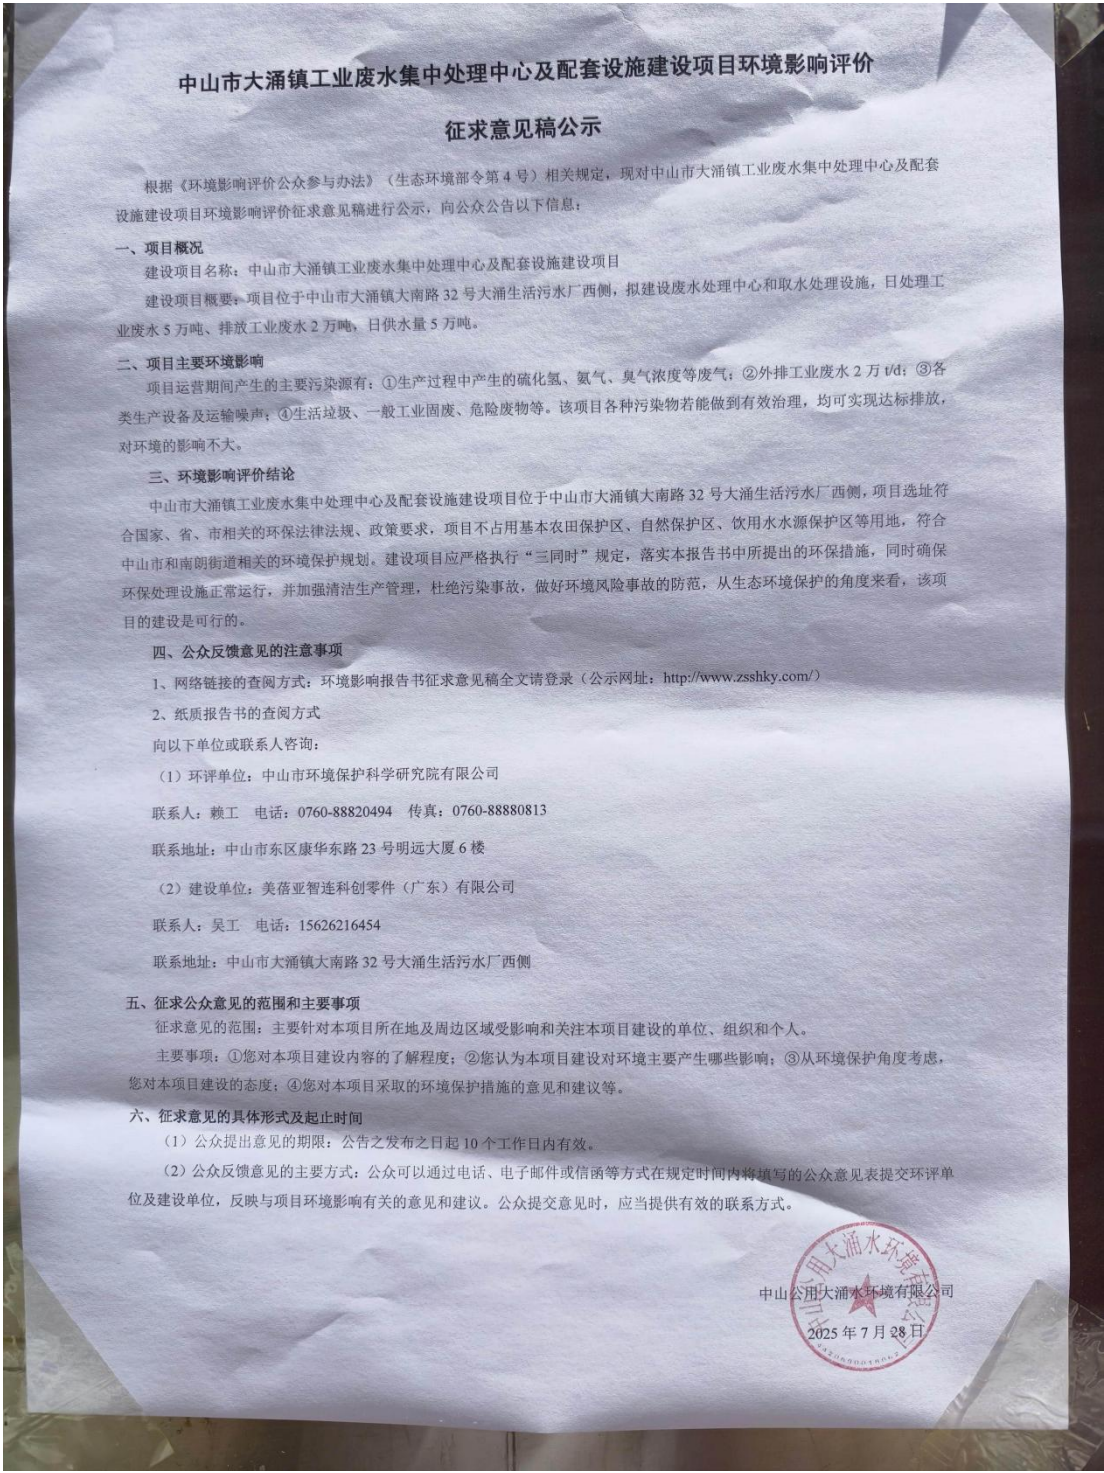 中山市大涌镇工业废水集中处理中心及配套设施建设项目环境影响评价
征求意见稿公示
根据《环境影响评价公众参与办法》（生态环境部令第 4 号）相关规定，现对中山市大涌镇工业废水集中处理中心及配套
设施建设项目环境影响评价征求意见稿进行公示，向公众公告以下信息：
一、项目概况
建设项目名称：中山市大涌镇工业废水集中处理中心及配套设施建设项目
建设项目概要：项目位于中山市大涌镇大南路 32 号大涌生活污水厂西侧，拟建设废水处理中心和取水处理设施，日处理工
业废水 5 万吨、排放工业废水 2 万吨，日供水量 5 万吨。
二、项目主要环境影响
项目运营期间产生的主要污染源有：①生产过程中产生的硫化氢、氨气、臭气浓度等废气；②外排工业废水 2 万 t/d；③各
类生产设备及运输噪声；④生活垃圾、一般工业固废、危险废物等。该项目各种污染物若能做到有效治理，均可实现达标排放，
对环境的影响不大。
三、环境影响评价结论
中山市大涌镇工业废水集中处理中心及配套设施建设项目位于中山市大涌镇大南路 32 号大涌生活污水厂西侧，项目选址符
合国家、省、市相关的环保法律法规、政策要求，项目不占用基本农田保护区、自然保护区、饮用水水源保护区等用地，符合
中山市和南朗街道相关的环境保护规划。建设项目应严格执行“三同时”规定，落实本报告书中所提出的环保措施，同时确保
环保处理设施正常运行，并加强清洁生产管理，杜绝污染事故，做好环境风险事故的防范，从生态环境保护的角度来看，该项
目的建设是可行的。
四、公众反馈意见的注意事项
1、网络链接的查阅方式：环境影响报告书征求意见稿全文请登录（公示网址：http://www.zsshky.com/）
2、纸质报告书的查阅方式
向以下单位或联系人咨询：
（1）环评单位：中山市环境保护科学研究院有限公司
联系人：赖工 电话：0760-88820494 传真：0760-88880813
联系地址：中山市东区康华东路 23 号明远大厦 6 楼
（2）建设单位：美蓓亚智连科创零件（广东）有限公司
联系人：吴工 电话：15626216454
联系地址：中山市大涌镇大南路 32 号大涌生活污水厂西侧
五、征求公众意见的范围和主要事项
征求意见的范围：主要针对本项目所在地及周边区域受影响和关注本项目建设的单位、组织和个人。
主要事项：①您对本项目建设内容的了解程度；②您认为本项目建设对环境主要产生哪些影响；③从环境保护角度考虑，
您对本项目建设的态度；④您对本项目采取的环境保护措施的意见和建议等。
六、征求意见的具体形式及起止时间
（1）公众提出意见的期限：公告之发布之日起 10 个工作日内有效。
（2）公众反馈意见的主要方式：公众可以通过电话、电子邮件或信函等方式在规定时间内将填写的公众意见表提交环评单
位及建设单位，反映与项目环境影响有关的意见和建议。公众提交意见时，应当提供有效的联系方式。
中山公用大涌水环境有限公司
中山公用大涌水环境有限公司
2025 年 7 月 28 日